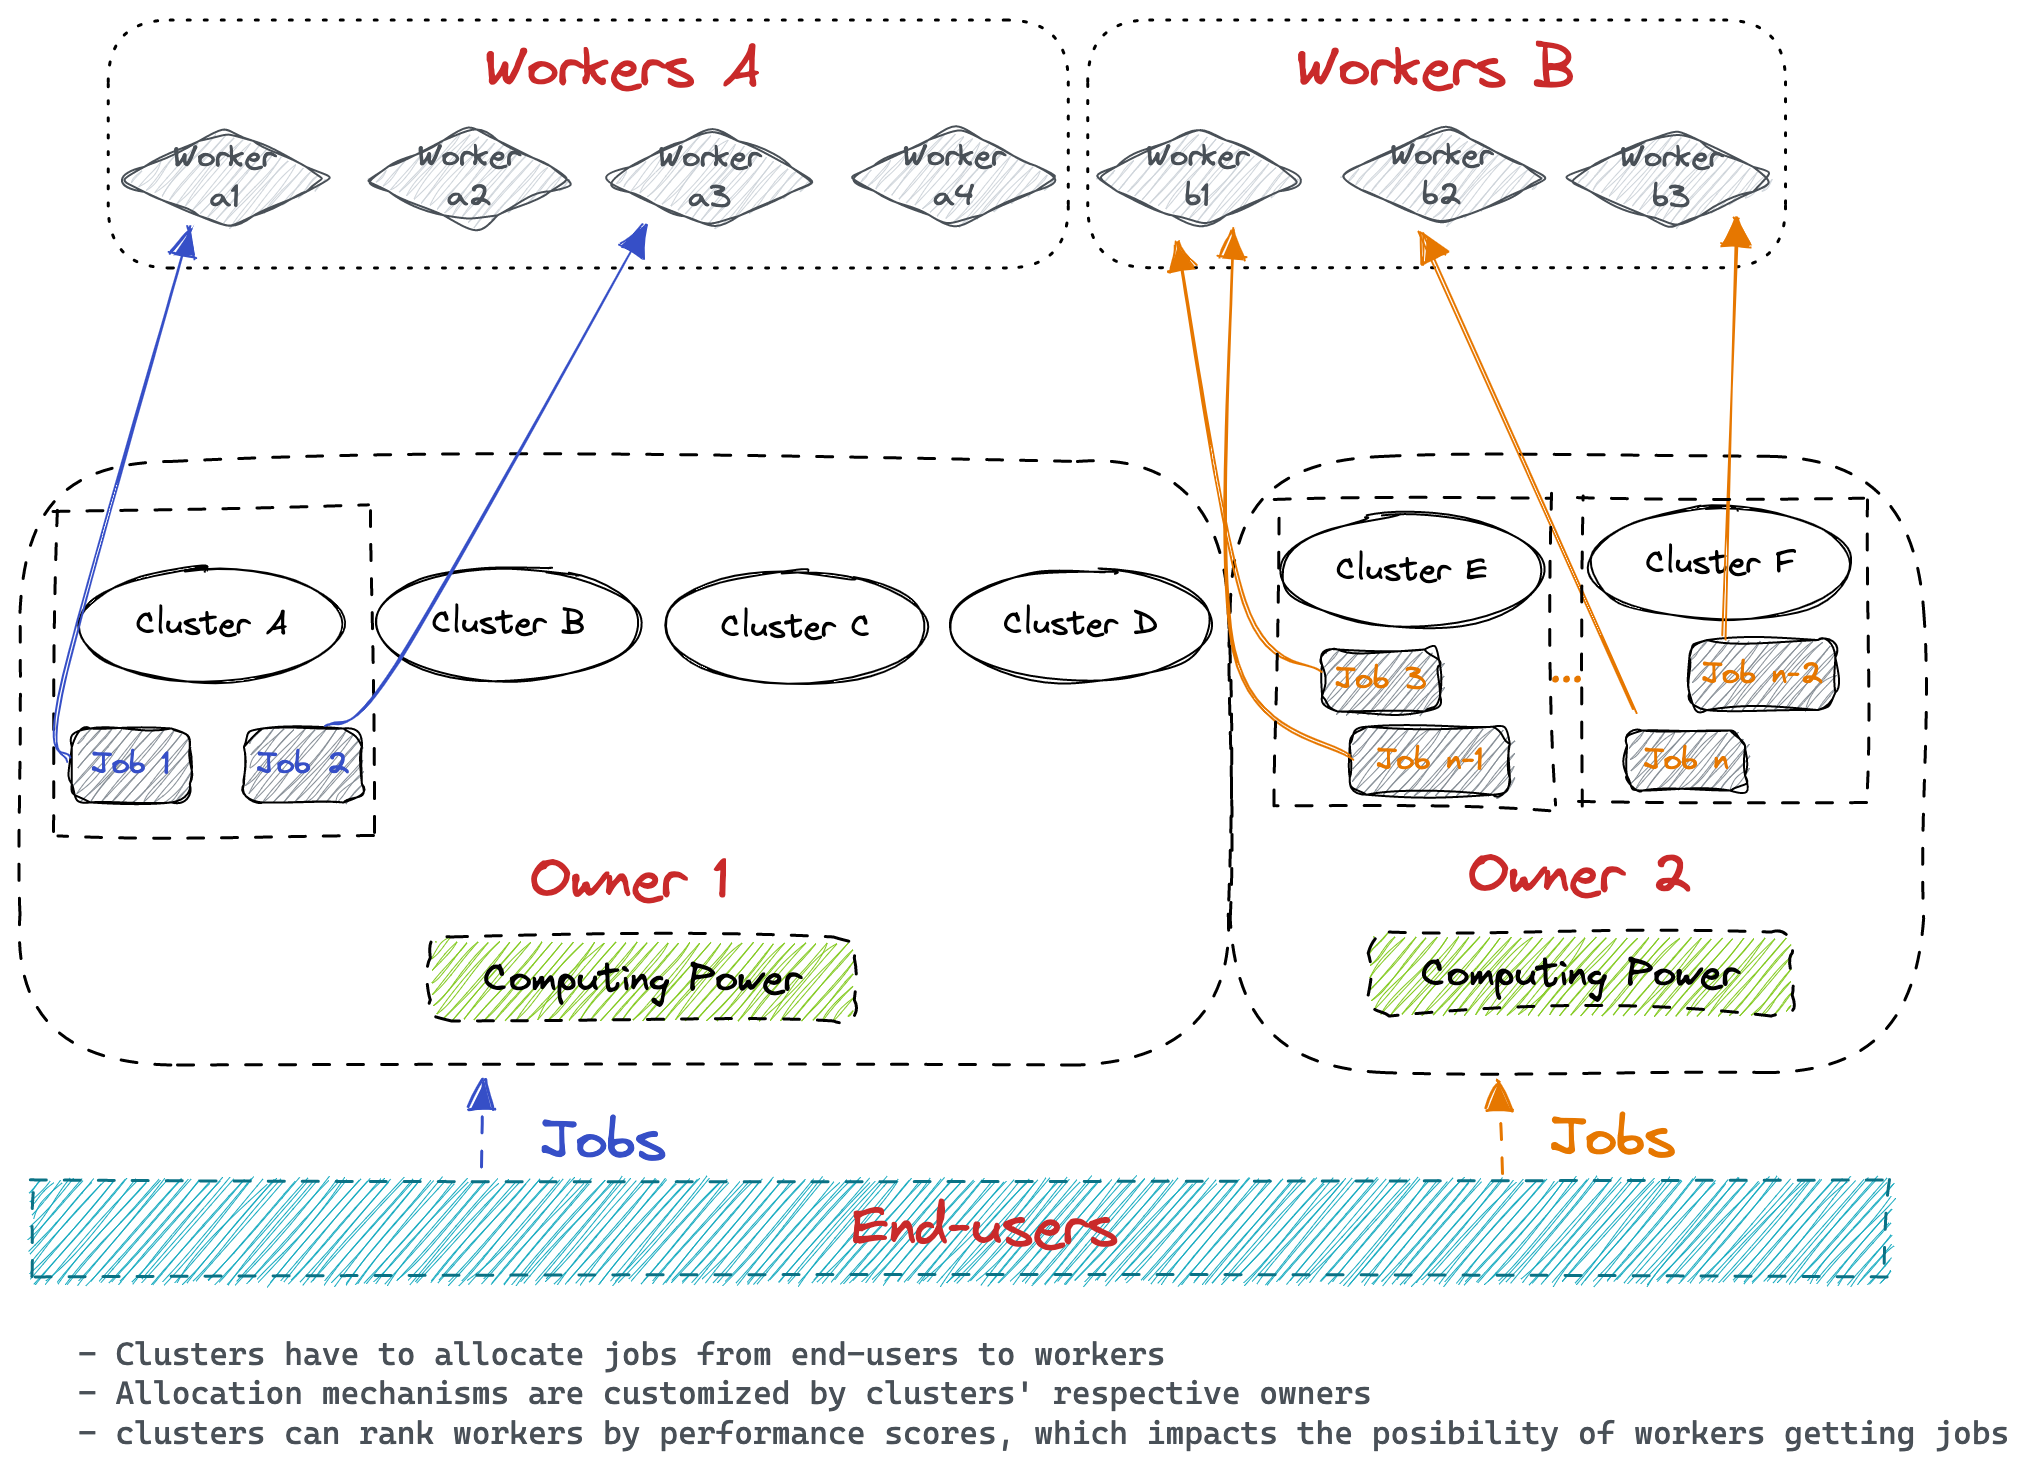 Workers A
Workers B
Worker
a1
Worker
a2
Worker
a3
Worker
a4
Worker
b1
Worker
b2
Worker
b3
Cluster A
Cluster B
Cluster C
Cluster D
Cluster E
Cluster F
Job 1
Job 2
Job 3
...
Job n-2
Job n-1
Job n
Owner 1
Owner 2
Computing Power
Computing Power
Jobs
Jobs
End-users
- Clusters have to allocate jobs from end-users to workers
- Allocation mechanisms are customized by clusters' respective owners
- clusters can rank workers by performance scores, which impacts the posibility of workers getting jobs